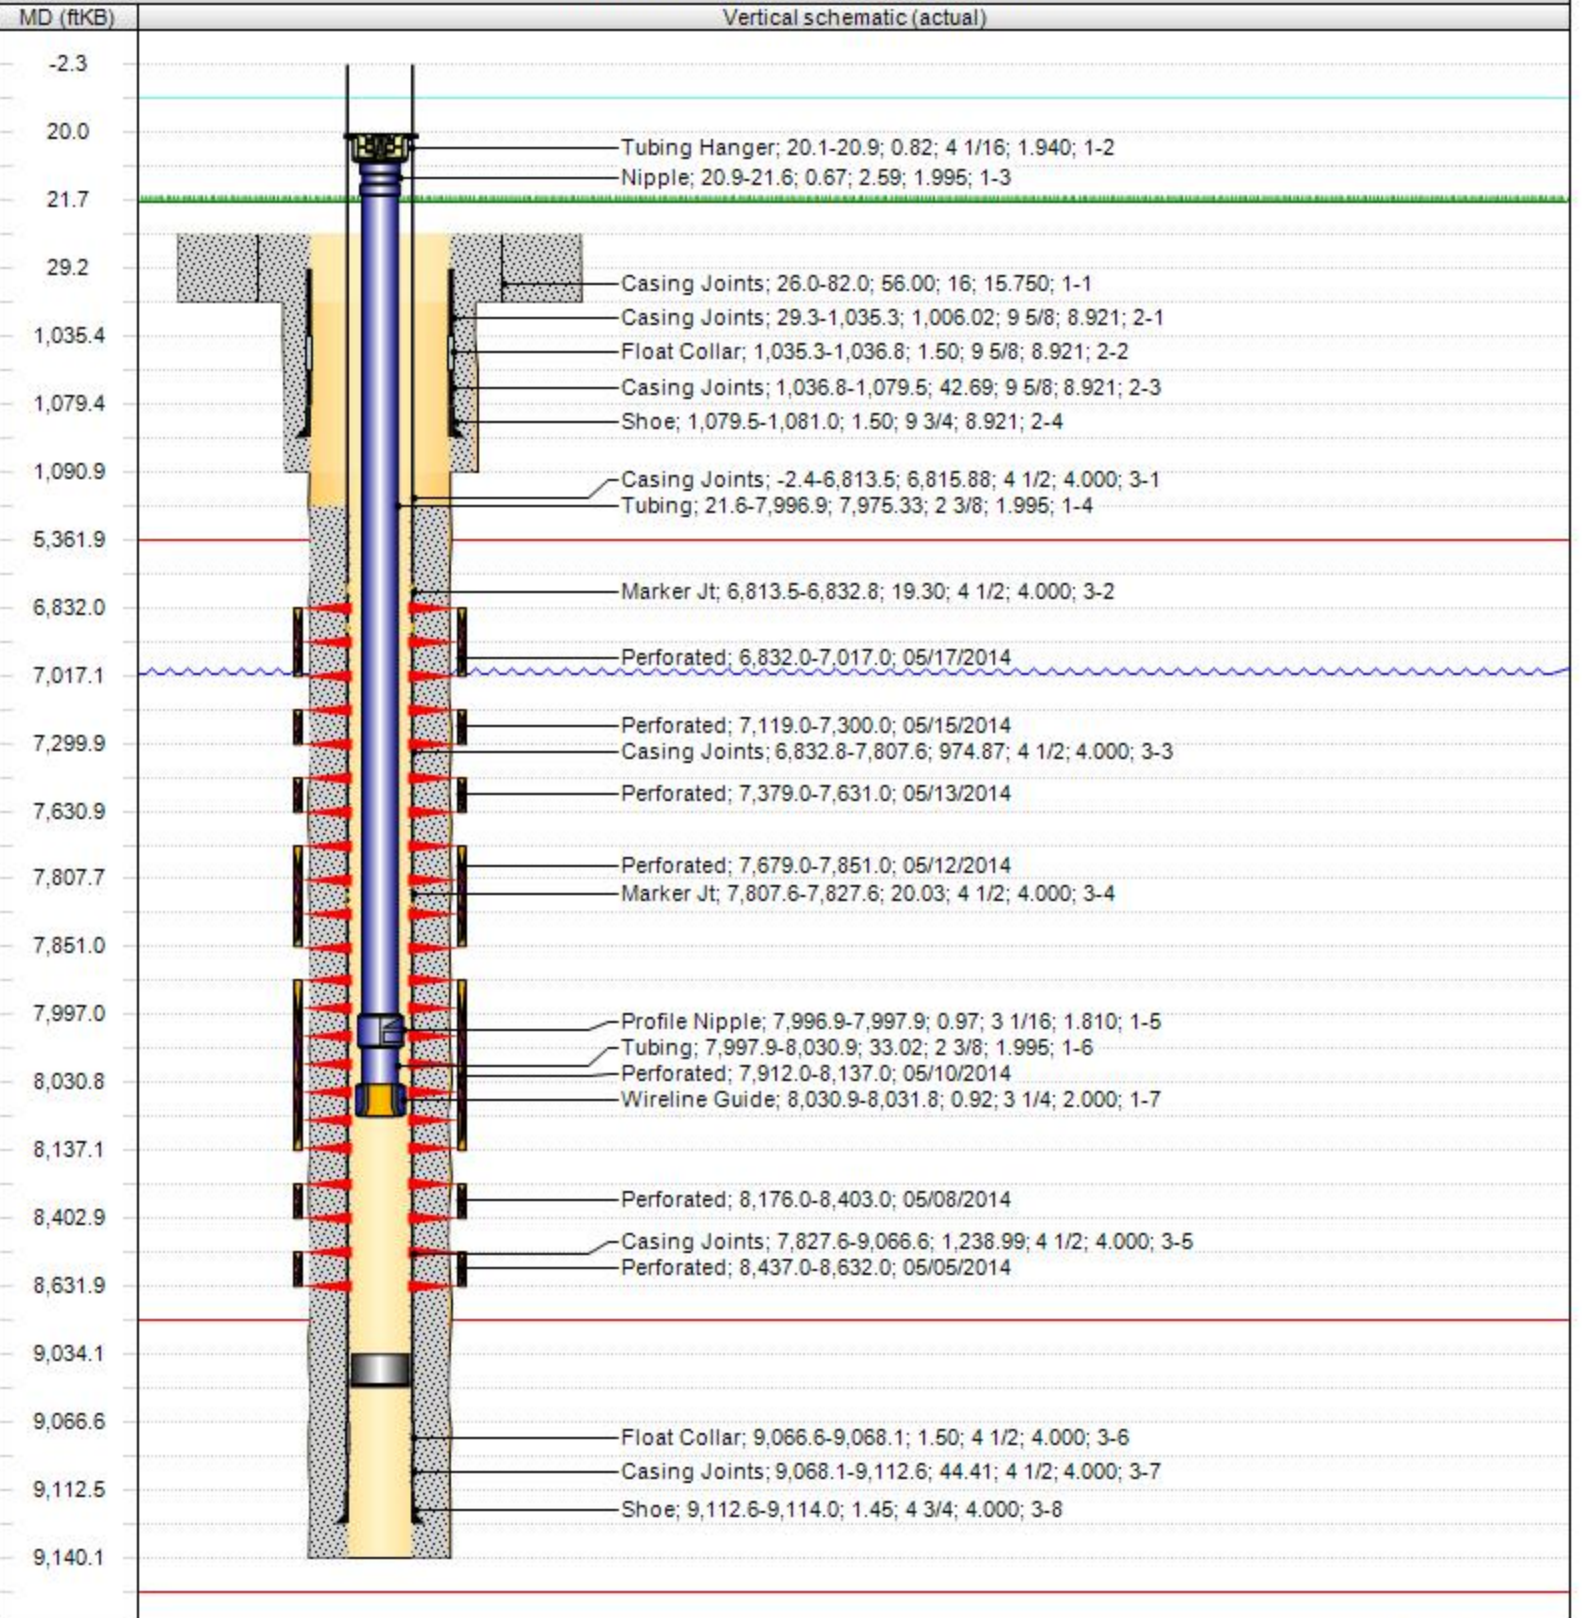 MD (ftKB) Vertical schematic (actual)
-2.3
20.0
Tubing Hanger; 20.1-20.9; 0.82; 4 1/16; 1.940; 1-2
Nipple; 20.9-21.6; 0.67; 2.59; 1.995; 1-3
21.7
29.2
Casing Joints; 26.0-82.0; 56.00; 16; 15.750; 1-1
Casing Joints; 29.3-1,035.3; 1,006.02; 9 5/8; 8.921; 2-1
1,035.4
Float Collar; 1,035.3-1,036.8; 1.50; 9 5/8; 8.921; 2-2
Casing Joints; 1,036.8-1,079.5; 42.69; 9 5/8; 8.921; 2-3
1,079.4
Shoe; 1,079.5-1,081.0; 1.50; 9 3/4; 8.921; 2-4
1,090.9
Casing Joints; -2.4-6,813.5; 6,815.88; 4 1/2; 4.000; 3-1
Tubing; 21.6-7,996.9; 7,975.33; 2 3/8; 1.995; 1-4
5,361.9
Marker Jt; 6,813.5-6,832.8; 19.30; 4 1/2; 4.000; 3-2
6,832.0
Perforated; 6,832.0-7,017.0; 05/17/2014
7,017.1
Perforated; 7,119.0-7,300.0; 05/15/2014
7,299.9
Casing Joints; 6,832.8-7,807.6; 974.87; 4 1/2; 4.000; 3-3
Perforated; 7,379.0-7,631.0; 05/13/2014
7,630.9
Perforated; 7,679.0-7,851.0; 05/12/2014
7,807.7
Marker Jt; 7,807.6-7,827.6; 20.03; 4 1/2; 4.000; 3-4
7,851.0
7,997.0
Profile Nipple; 7,996.9-7,997.9; 0.97; 3 1/16; 1.810; 1-5
Tubing; 7,997.9-8,030.9; 33.02; 2 3/8; 1.995; 1-6
Perforated; 7,912.0-8,137.0; 05/10/2014
8,030.8
Wireline Guide; 8,030.9-8,031.8; 0.92; 3 1/4; 2.000; 1-7
8,137.1
Perforated; 8,176.0-8,403.0; 05/08/2014
8,402.9
Casing Joints; 7,827.6-9,066.6; 1,238.99; 4 1/2; 4.000; 3-5
Perforated; 8,437.0-8,632.0; 05/05/2014
8,631.9
9,034.1
9,066.6
Float Collar; 9,066.6-9,068.1; 1.50; 4 1/2; 4.000; 3-6
Casing Joints; 9,068.1-9,112.6; 44.41; 4 1/2; 4.000; 3-7
9,112.5
Shoe; 9,112.6-9,114.0; 1.45; 4 3/4; 4.000; 3-8
9,140.1